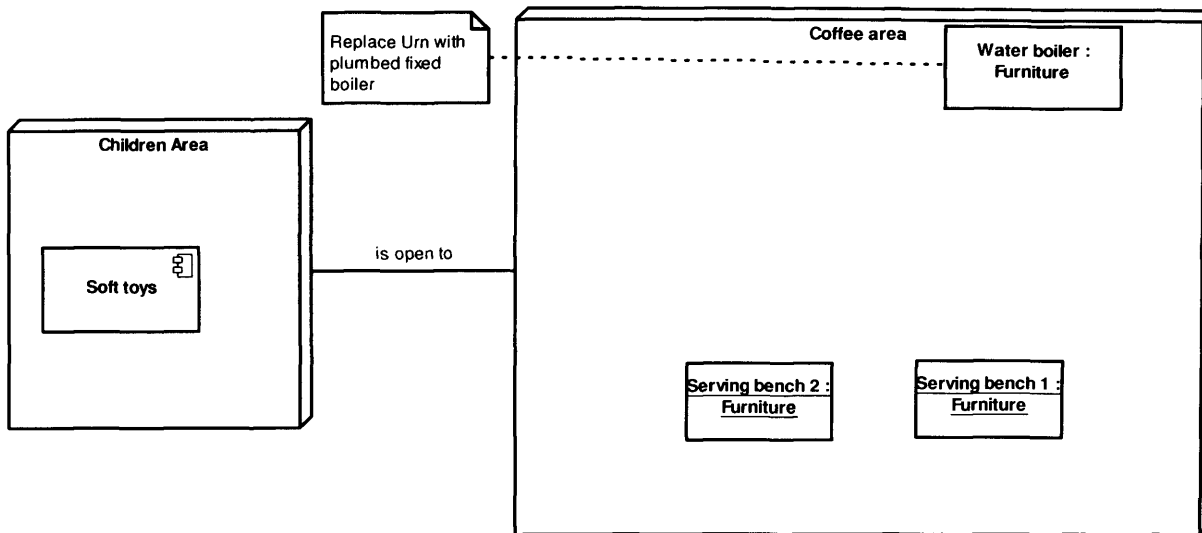 Replace Urn with
plumbed fixed
boiler
Coffee area
Water boiler :
Furniture
Children Area
Soft toys
is open to
Serving bench 2 :
Furniture
Serving bench 1 :
Furniture